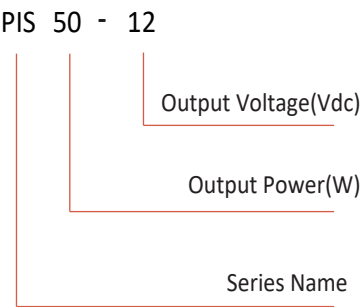 PIS 50 - 12
Output Voltage(Vdc)
Output Power(W)
Series Name